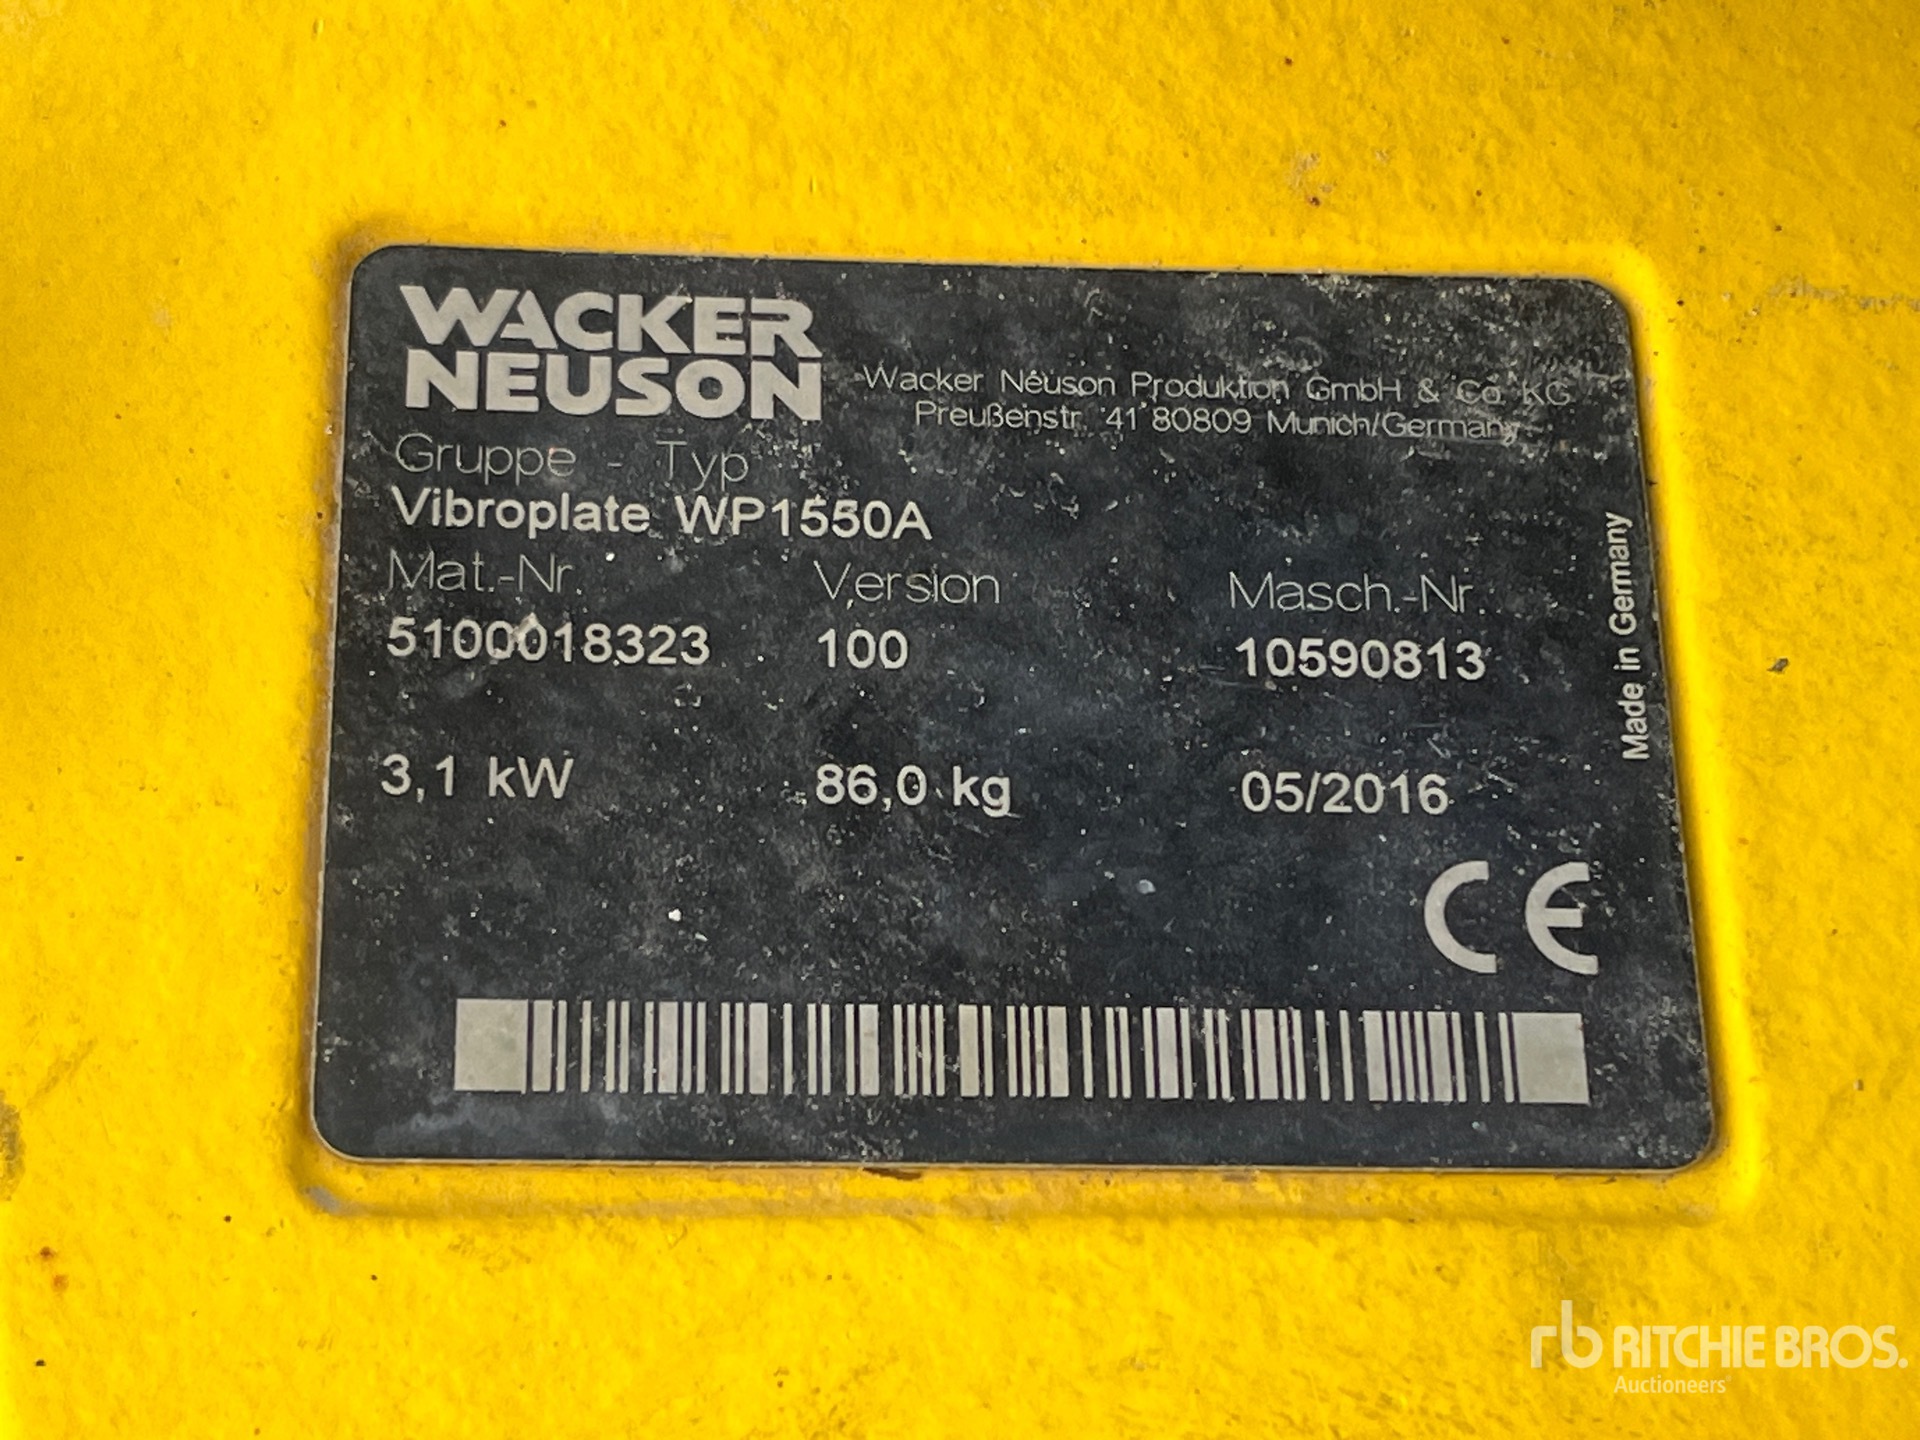 WACKER
NEUSON
Wacker Neuson Produktion GmbH & Co. KG
Preußenstr. 41 80809 Munich/Germany
Gruppe - Typ
Vibroplate WP1550A
Mat.-Nr. Version Masch.-Nr.
5100018323 100 10590813
3,1 kW 86,0 kg 05/2016
Made in Germany
CE
rb RITCHIE BROS.
Auctioneers